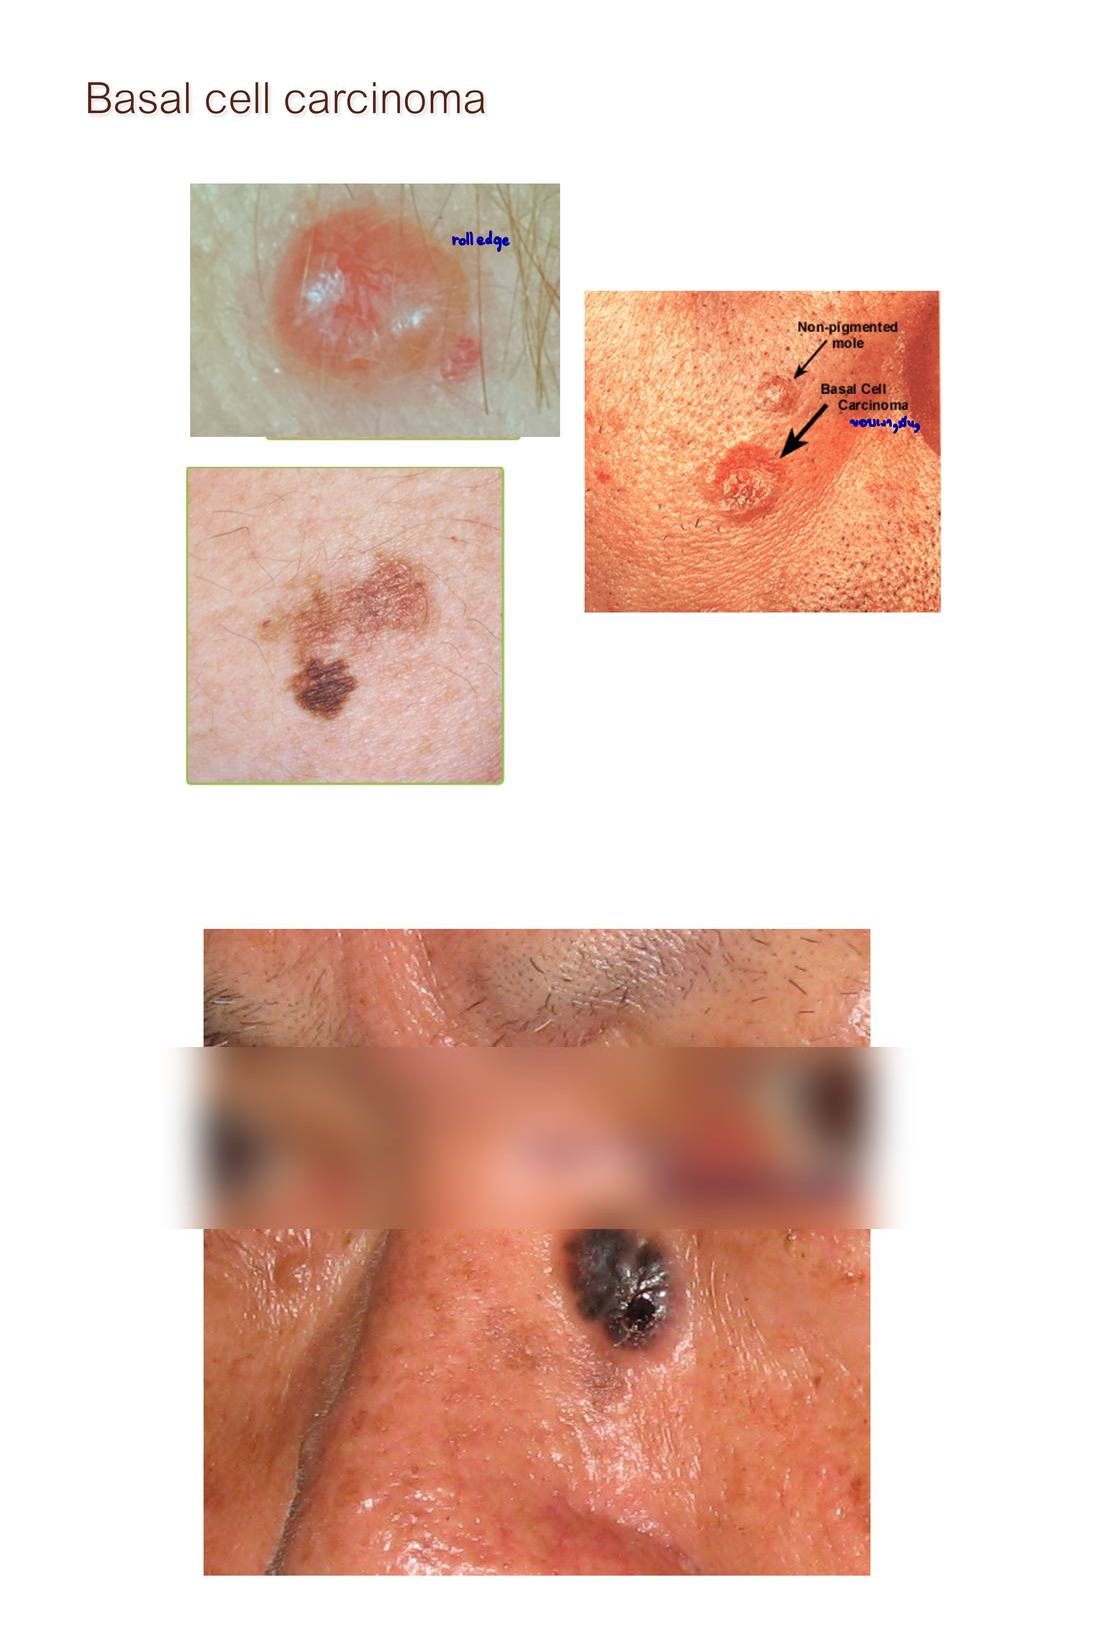 Basal cell carcinoma
roll edge
Non-pigmented
mole
Basal Cell
Carcinoma